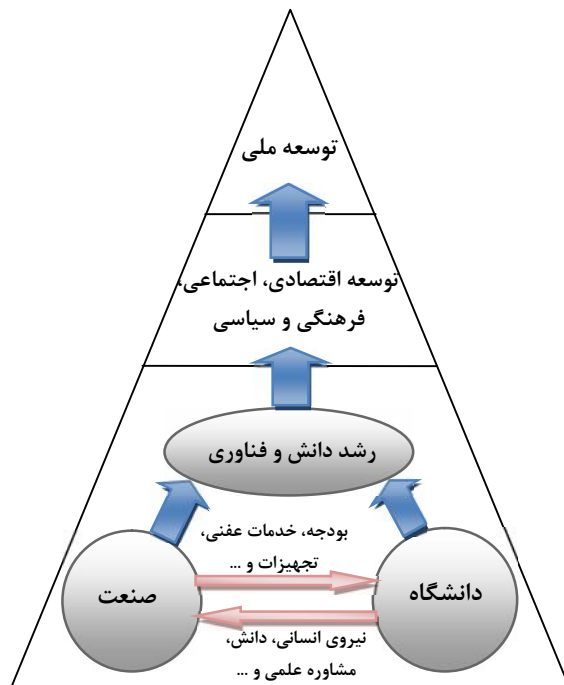 توسعه ملی
توسعه اقتصادی، اجتماعی،
فرهنگی و سیاسی
رشد دانش و فناوری
بودجه، خدمات عفنی،
تجهیزات و ...
دانشگاه
صنعت
نیروی انسانی، دانش،
مشاوره علمی و ...